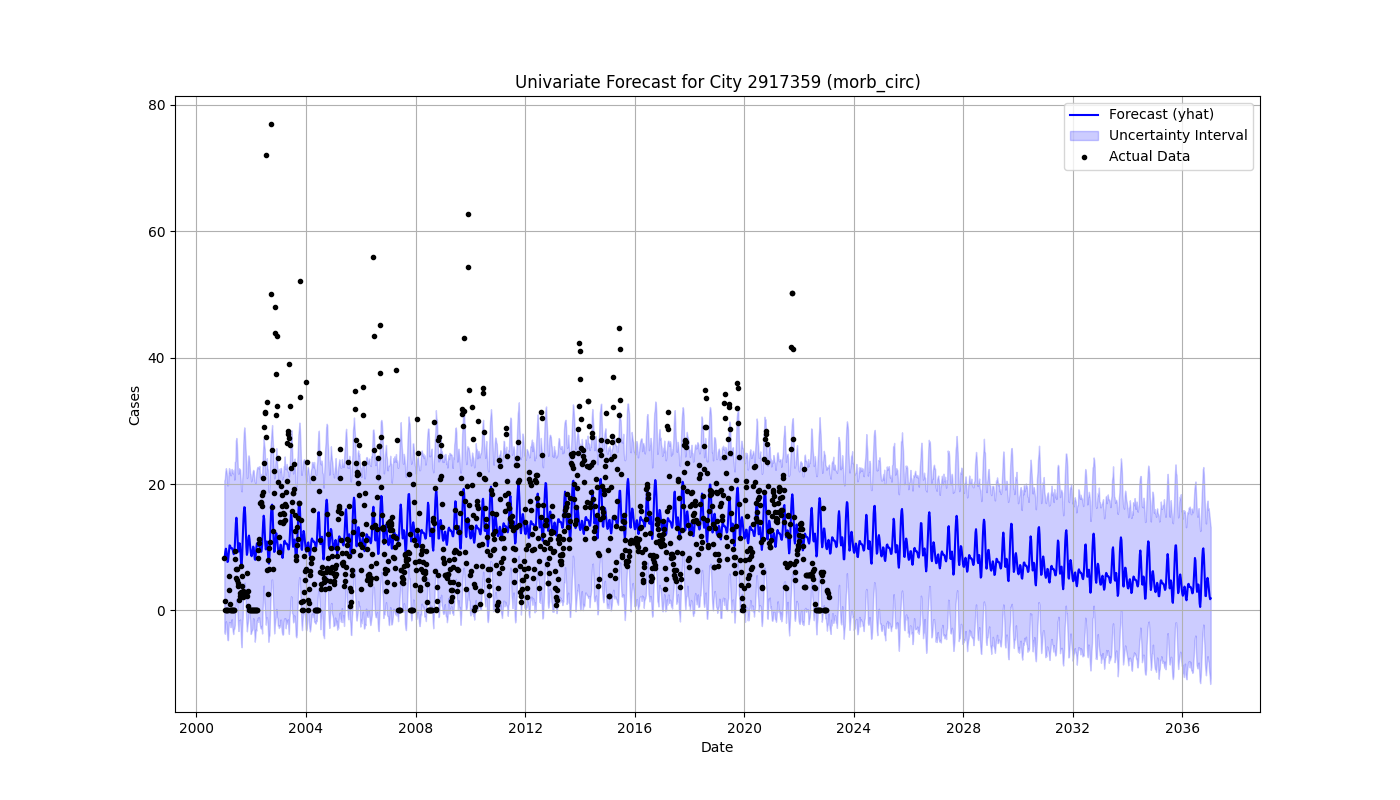 Univariate Forecast for City 2917359 (morb_circ)
Forecast (yhat)
Uncertainty Interval
Actual Data
Cases
80
60
40
20
0
2000 2004 2008 2012 2016 2020 2024 2028 2032 2036
Date